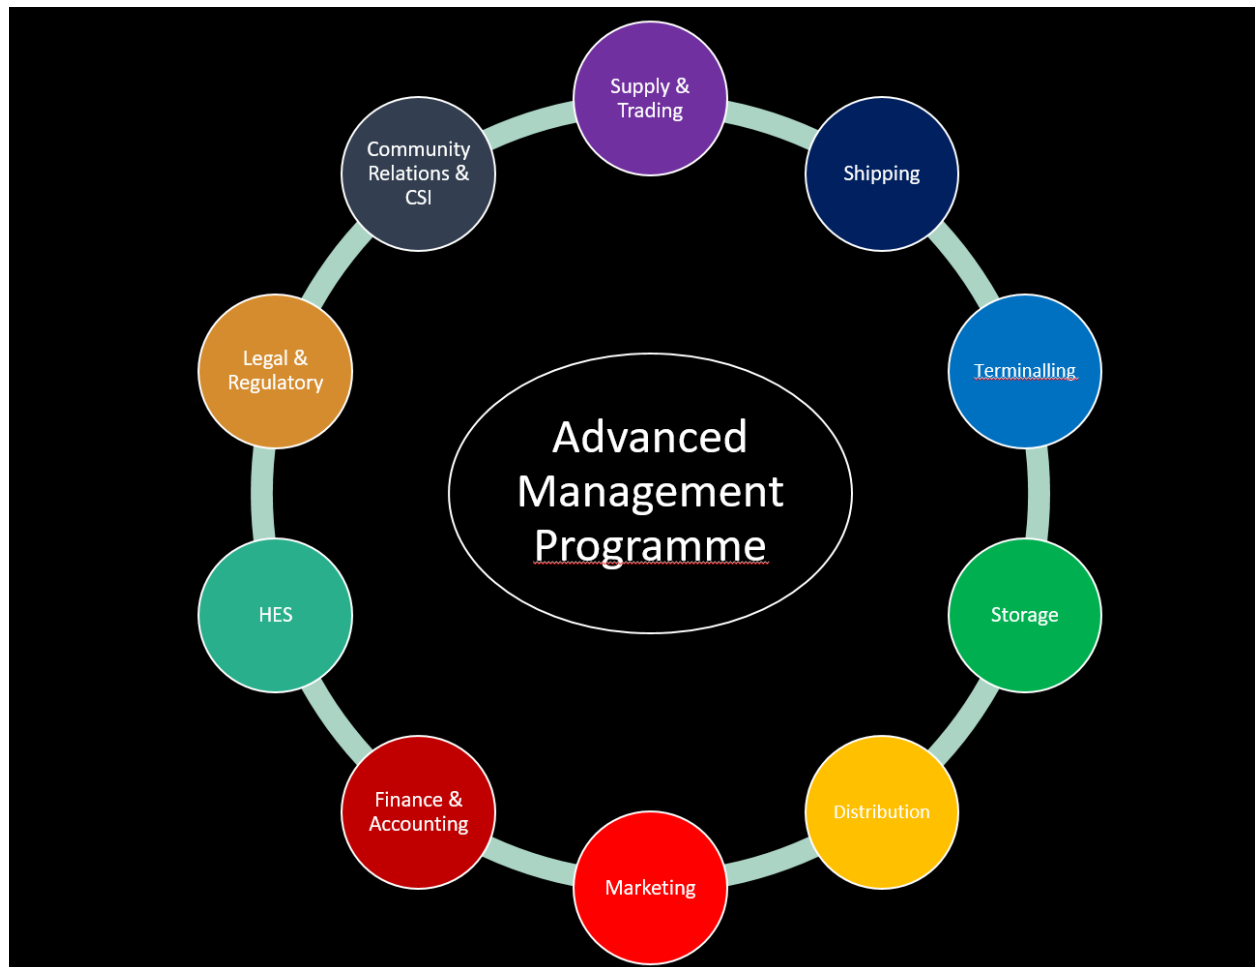 Supply &
Trading
Shipping
Terminalling
Storage
Distribution
Marketing
Finance &
Accounting
HES
Legal &
Regulatory
Community
Relations &
CSI
Advanced
Management
Programme